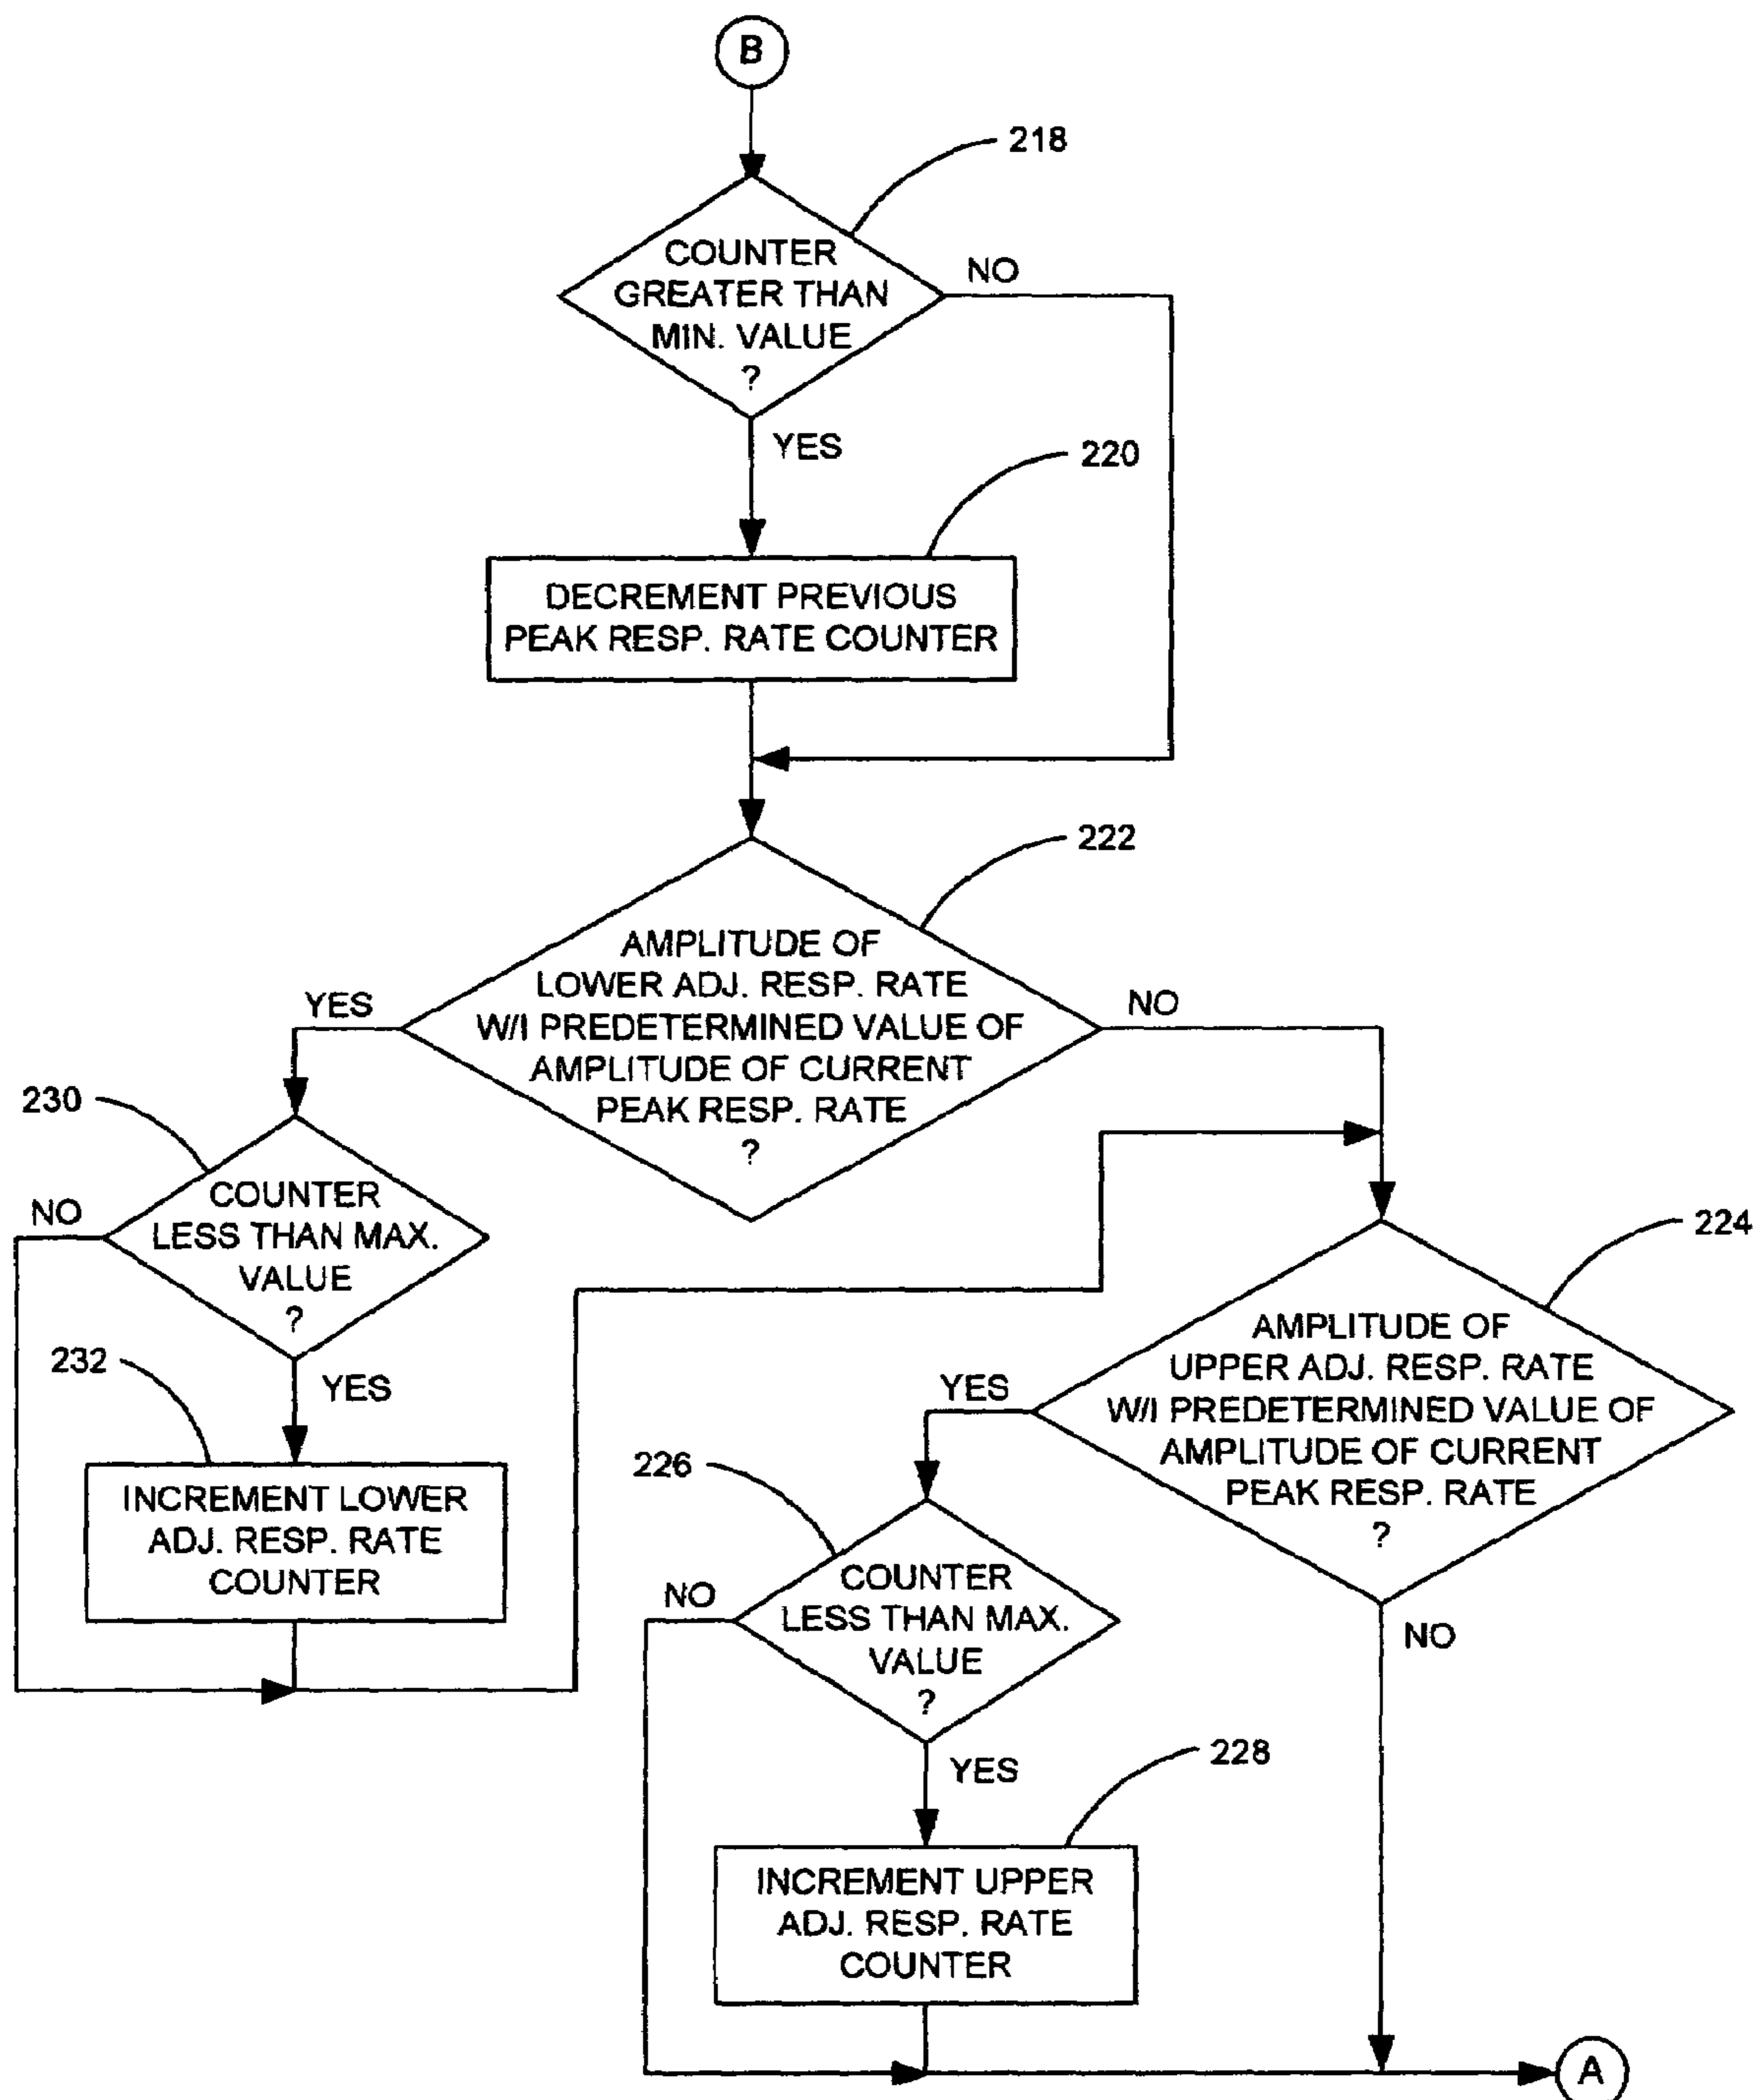 B
218
COUNTER
GREATER THAN
MIN. VALUE
?
NO
YES
220
DECREMENT PREVIOUS
PEAK RESP. RATE COUNTER
222
AMPLITUDE OF
LOWER ADJ. RESP. RATE
W/I PREDETERMINED VALUE OF
AMPLITUDE OF CURRENT
PEAK RESP. RATE
?
YES
NO
230
COUNTER
LESS THAN MAX.
VALUE
?
NO
YES
232
INCREMENT LOWER
ADJ. RESP. RATE
COUNTER
224
AMPLITUDE OF
UPPER ADJ. RESP. RATE
W/I PREDETERMINED VALUE OF
AMPLITUDE OF CURRENT
PEAK RESP. RATE
?
YES
NO
226
COUNTER
LESS THAN MAX.
VALUE
?
NO
YES
228
INCREMENT UPPER
ADJ. RESP. RATE
COUNTER
A